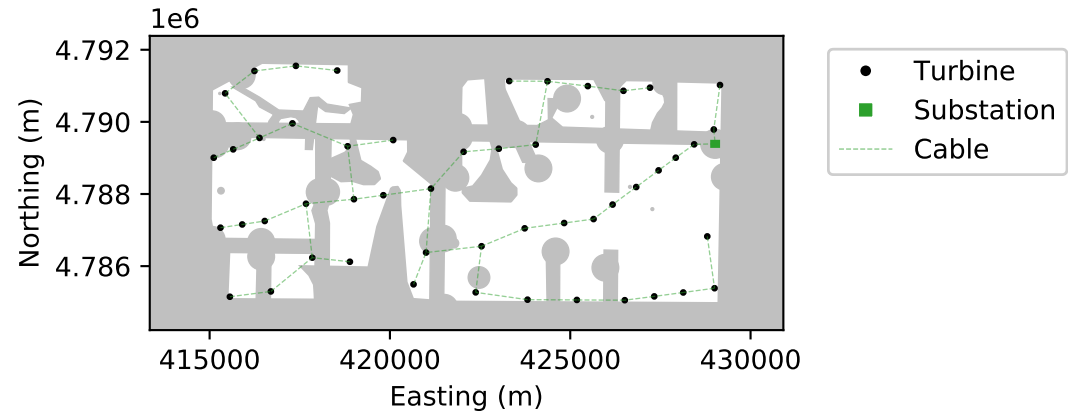 1e6
4.792
4.790
4.788
4.786
Northing (m)
415000 420000 425000 430000
Easting (m)
Turbine
Substation
Cable